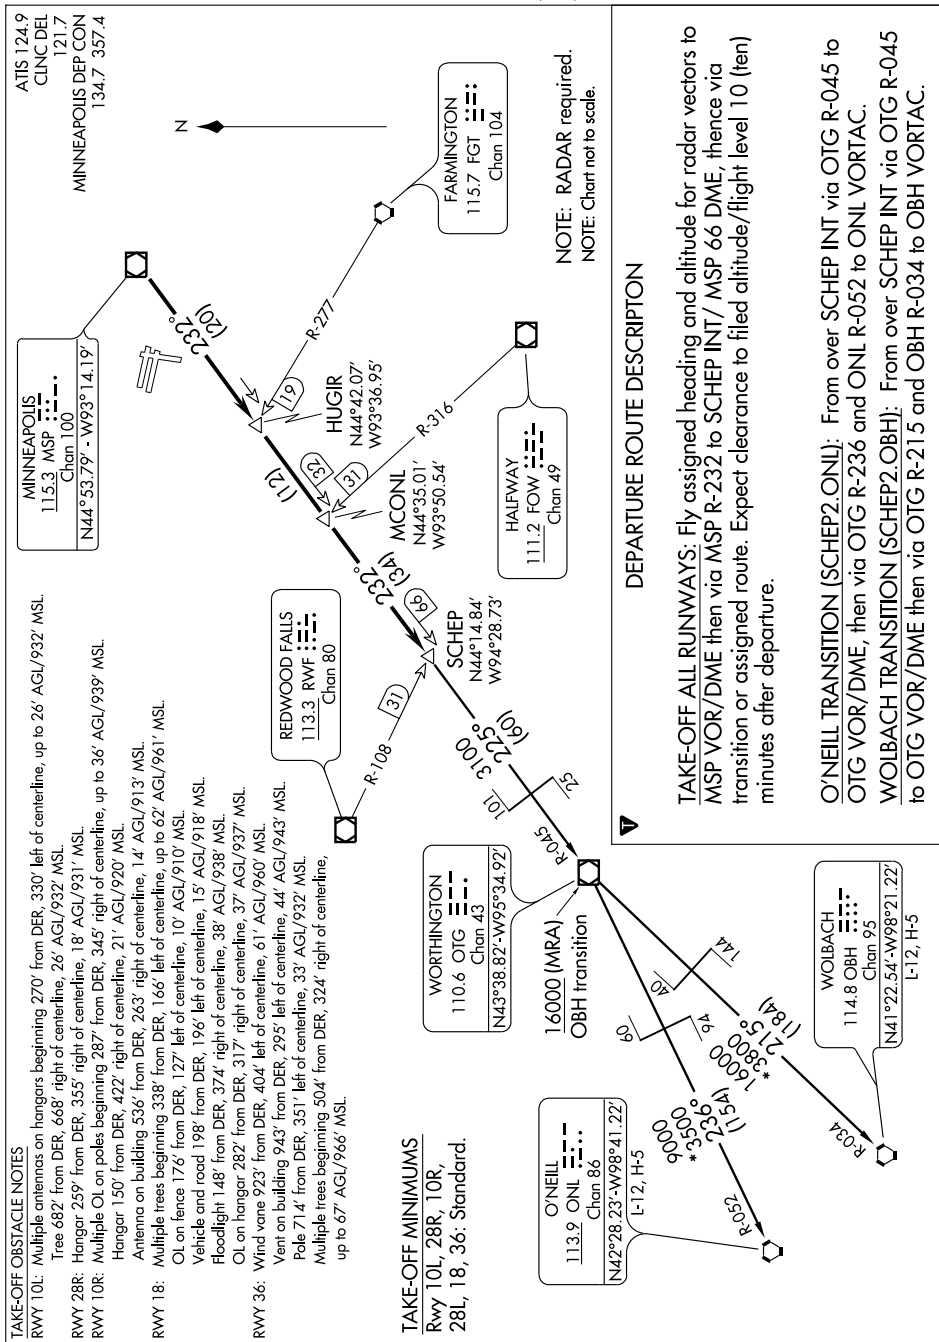 ATIS 124.9
CLNC DEL
121.7
MINNEAPOLIS DEP CON
134.7 357.4
TAKE-OFF OBSTACLE NOTES
RWY 10L: Multiple antennas on hangars beginning 270' from DER, 330' left of centerline, up to 26' AGL/932' MSL.
Tree 682' from DER, 668' right of centerline, 26' AGL/932' MSL.
RWY 28R: Hangar 259' from DER, 355' right of centerline, 18' AGL/931' MSL.
RWY 10R: Multiple OL on poles beginning 287' from DER, 345' right of centerline, up to 36' AGL/939' MSL.
Hangar 150' from DER, 422' right of centerline, 21' AGL/920' MSL.
Antenna on building 536' from DER, 263' right of centerline, 14' AGL/913' MSL.
RWY 18: Multiple trees beginning 338' from DER, 166' left of centerline, up to 62' AGL/961' MSL.
OL on fence 176' from DER, 127' left of centerline, 10' AGL/910' MSL.
Vehicle and road 198' from DER, 196' left of centerline, 15' AGL/918' MSL.
Floodlight 148' from DER, 374' right of centerline, 38' AGL/938' MSL.
OL on hangar 282' from DER, 317' right of centerline, 37' AGL/937' MSL.
RWY 36: Wind vane 923' from DER, 404' left of centerline, 61' AGL/960' MSL.
Vent on building 943' from DER, 295' left of centerline, 44' AGL/943' MSL.
Pole 714' from DER, 351' left of centerline, 33' AGL/932' MSL.
Multiple trees beginning 504' from DER, 324' right of centerline,
up to 67' AGL/966' MSL.
TAKE-OFF MINIMUMS
Rwy 10L, 28R, 10R,
28L, 18, 36: Standard.
MINNEAPOLIS
115.3 MSP
Chan 100
N44°53.79' - W93°14.19'
N
232°
(20)
FARMINGTON
115.7 FGT
Chan 104
R-277
19
HUGIR
N44°42.07'
W93°36.95'
(12)
32
31
R-316
MCONL
N44°35.01'
W93°50.54'
HALFWAY
111.2 FOW
Chan 49
232°
(34)
66
SCHEP
N44°14.84'
W94°28.73'
REDWOOD FALLS
113.3 RWF
Chan 80
R-108
31
3100
225°
(60)
101
25
R-045
WORTHINGTON
110.6 OTG
Chan 43
N43°38.82'-W95°34.92'
16000 (MRA)
OBH transition
90
94
40
144
9000
*3500
236°
(154)
R-052
16000
*3800
215°
(184)
R-034
O'NEILL
113.9 ONL
Chan 86
N42°28.23'-W98°41.22'
L-12, H-5
WOLBACH
114.8 OBH
Chan 95
N41°22.54'-W98°21.22'
L-12, H-5
NOTE: RADAR required.
NOTE: Chart not to scale.
T
DEPARTURE ROUTE DESCRIPTON
TAKE-OFF ALL RUNWAYS: Fly assigned heading and altitude for radar vectors to
MSP VOR/DME then via MSP R-232 to SCHEP INT/ MSP 66 DME, thence via
transition or assigned route. Expect clearance to filed altitude/flight level 10 (ten)
minutes after departure.
O'NEILL TRANSITION (SCHEP2.ONL): From over SCHEP INT via OTG R-045 to
OTG VOR/DME, then via OTG R-236 and ONL R-052 to ONL VORTAC.
WOLBACH TRANSITION (SCHEP2.OBH): From over SCHEP INT via OTG R-045
to OTG VOR/DME then via OTG R-215 and OBH R-034 to OBH VORTAC.